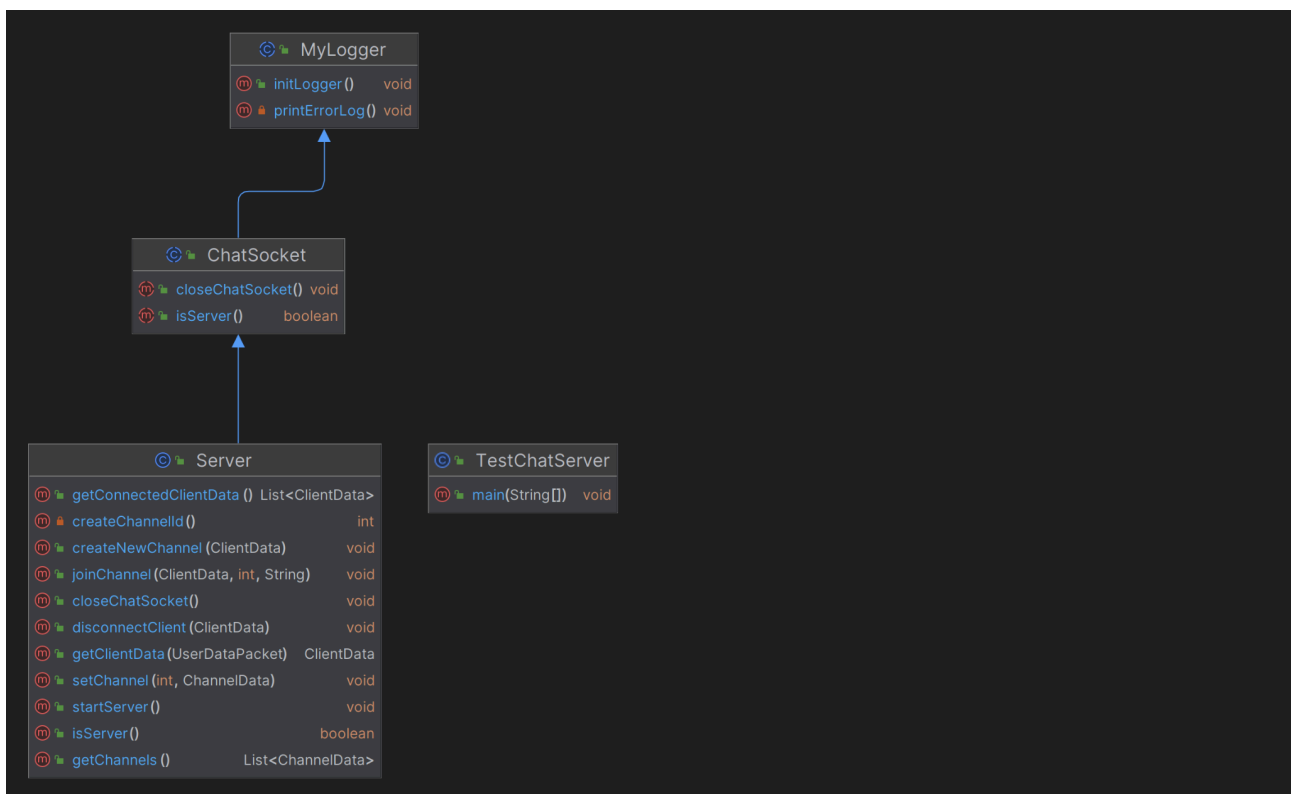 MyLogger
initLogger() void
printErrorLog() void
ChatSocket
closeChatSocket() void
isServer() boolean
Server
getConnectedClientData () List<ClientData>
createChannelId() int
createNewChannel (ClientData) void
joinChannel (ClientData, int, String) void
closeChatSocket() void
disconnectClient (ClientData) void
getClientData (UserDataPacket) ClientData
setChannel (int, ChannelData) void
startServer() void
isServer() boolean
getChannels () List<ChannelData>
TestChatServer
main(String[]) void